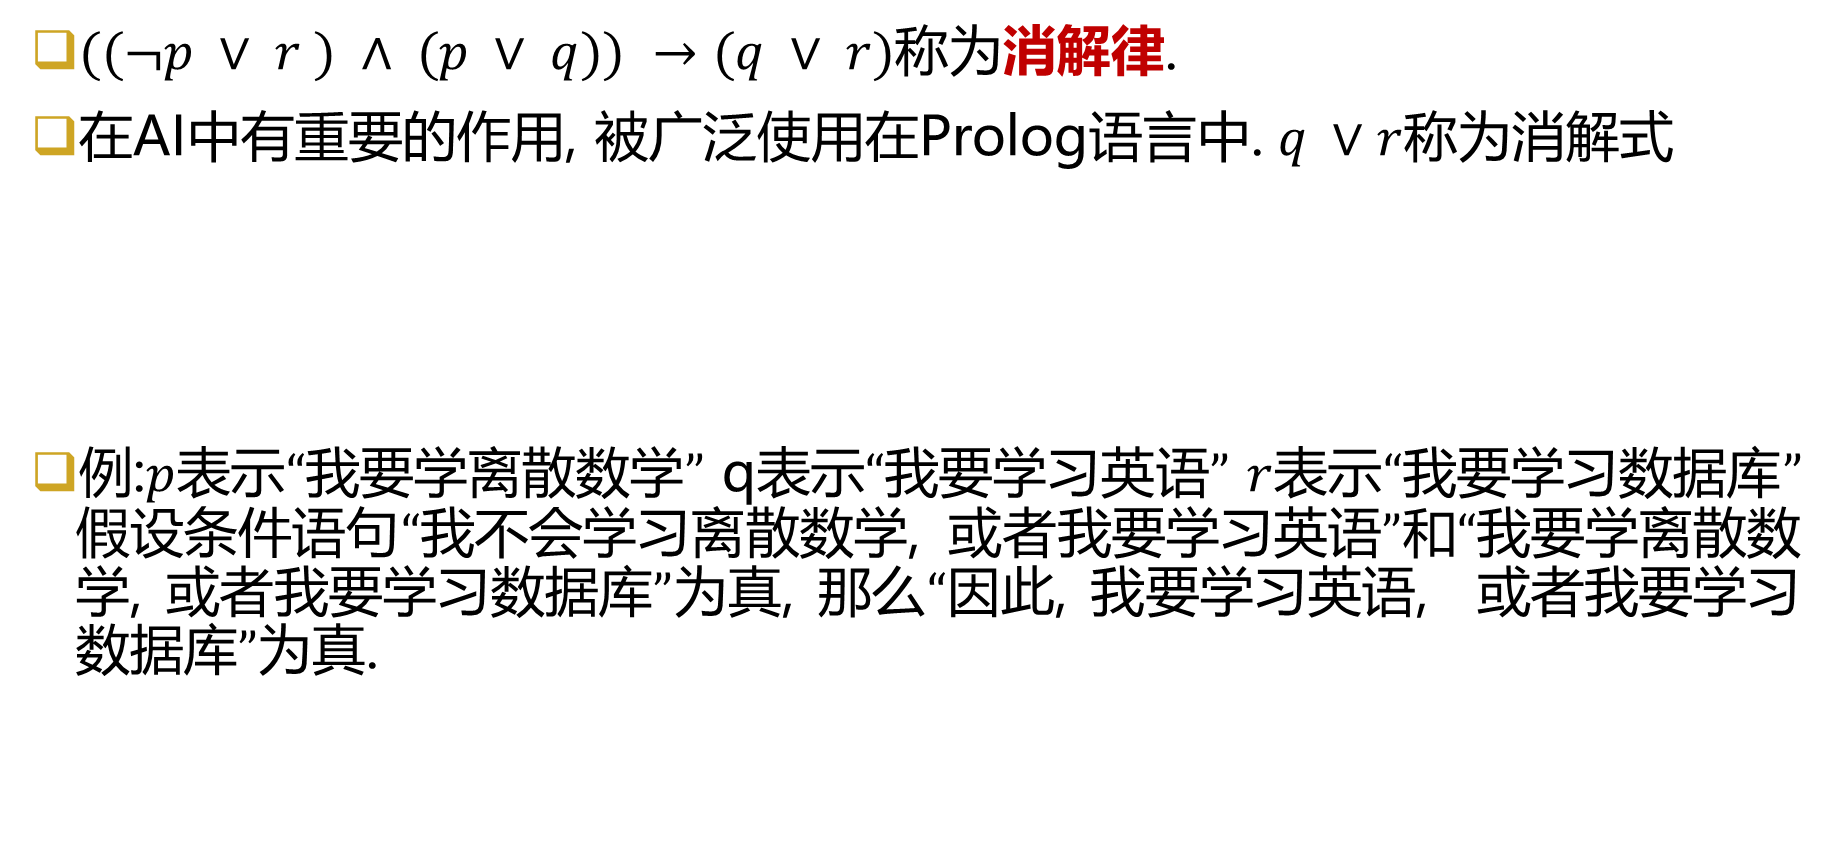 ❑((¬𝑝 ∨ 𝑟 ) ∧ (𝑝 ∨ 𝑞)) → (𝑞 ∨ 𝑟)称为消解律.
❑在AI中有重要的作用, 被广泛使用在Prolog语言中. 𝑞 ∨ 𝑟称为消解式
❑例:𝑝表示“我要学离散数学” q表示“我要学习英语” 𝑟表示“我要学习数据库”
假设条件语句“我不会学习离散数学, 或者我要学习英语”和“我要学离散数
学, 或者我要学习数据库”为真, 那么“因此, 我要学习英语, 或者我要学习
数据库”为真.